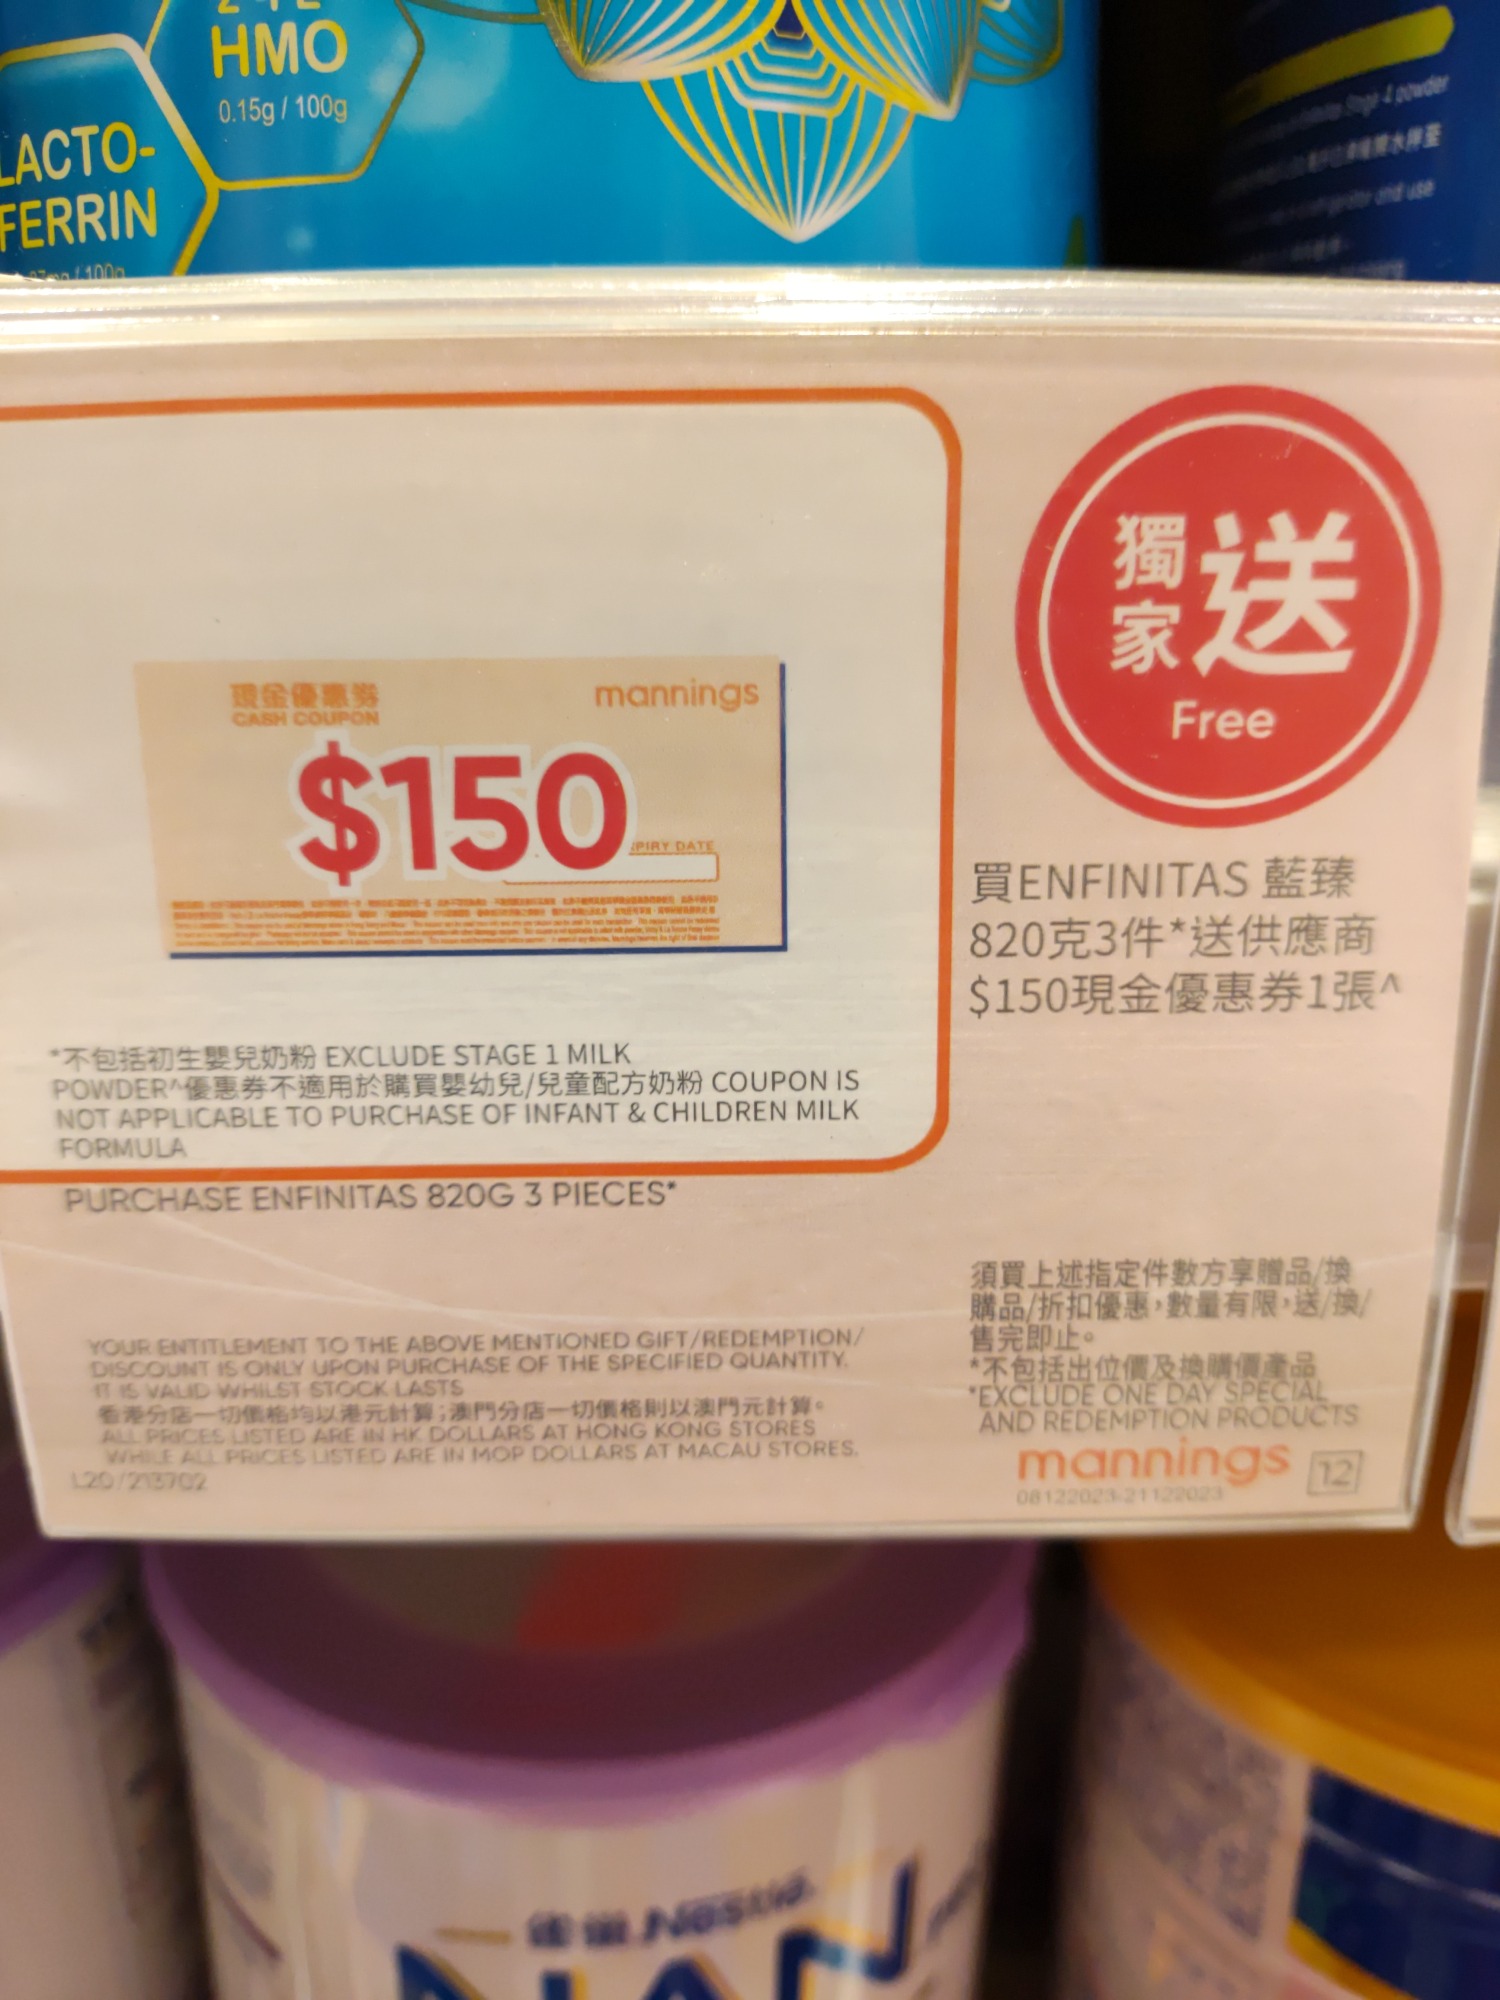 HMO
0.15g / 100g
LACTO-
FERRIN
Stage 4 powder
and use
獨家送
Free
現金優惠券
CASH COUPON
mannings
$150
PIRY DATE
買ENFINITAS 藍臻
820克3件*送供應商
$150現金優惠券1張^
*不包括初生嬰兒奶粉 EXCLUDE STAGE 1 MILK
POWDER^優惠券不適用於購買嬰幼兒/兒童配方奶粉 COUPON IS
NOT APPLICABLE TO PURCHASE OF INFANT & CHILDREN MILK
FORMULA
PURCHASE ENFINITAS 820G 3 PIECES*
須買上述指定件數方享贈品/換
購品/折扣優惠，數量有限，送/換/
售完即止。
*不包括出位價及換購價產品
*EXCLUDE ONE DAY SPECIAL
AND REDEMPTION PRODUCTS
YOUR ENTITLEMENT TO THE ABOVE MENTIONED GIFT/REDEMPTION/
DISCOUNT IS ONLY UPON PURCHASE OF THE SPECIFIED QUANTITY.
IT IS VALID WHILST STOCK LASTS
香港分店一切價格均以港元計算；澳門分店一切價格則以澳門元計算。
ALL PRICES LISTED ARE IN HK DOLLARS AT HONG KONG STORES
WHILE ALL PRICES LISTED ARE IN MOP DOLLARS AT MACAU STORES.
L20/213702
mannings 12
08122023-21122023
雀巢 Nestlé
NAN